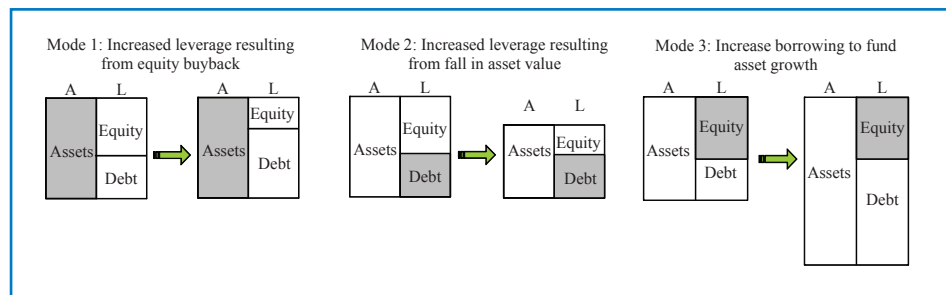 Mode 1: Increased leverage resulting
from equity buyback
A L
Assets
Equity
Debt
A L
Assets
Equity
Debt
Mode 2: Increased leverage resulting
from fall in asset value
A L
Assets
Equity
Debt
A L
Assets
Equity
Debt
Mode 3: Increase borrowing to fund
asset growth
A L
Assets
Equity
Debt
A L
Assets
Equity
Debt